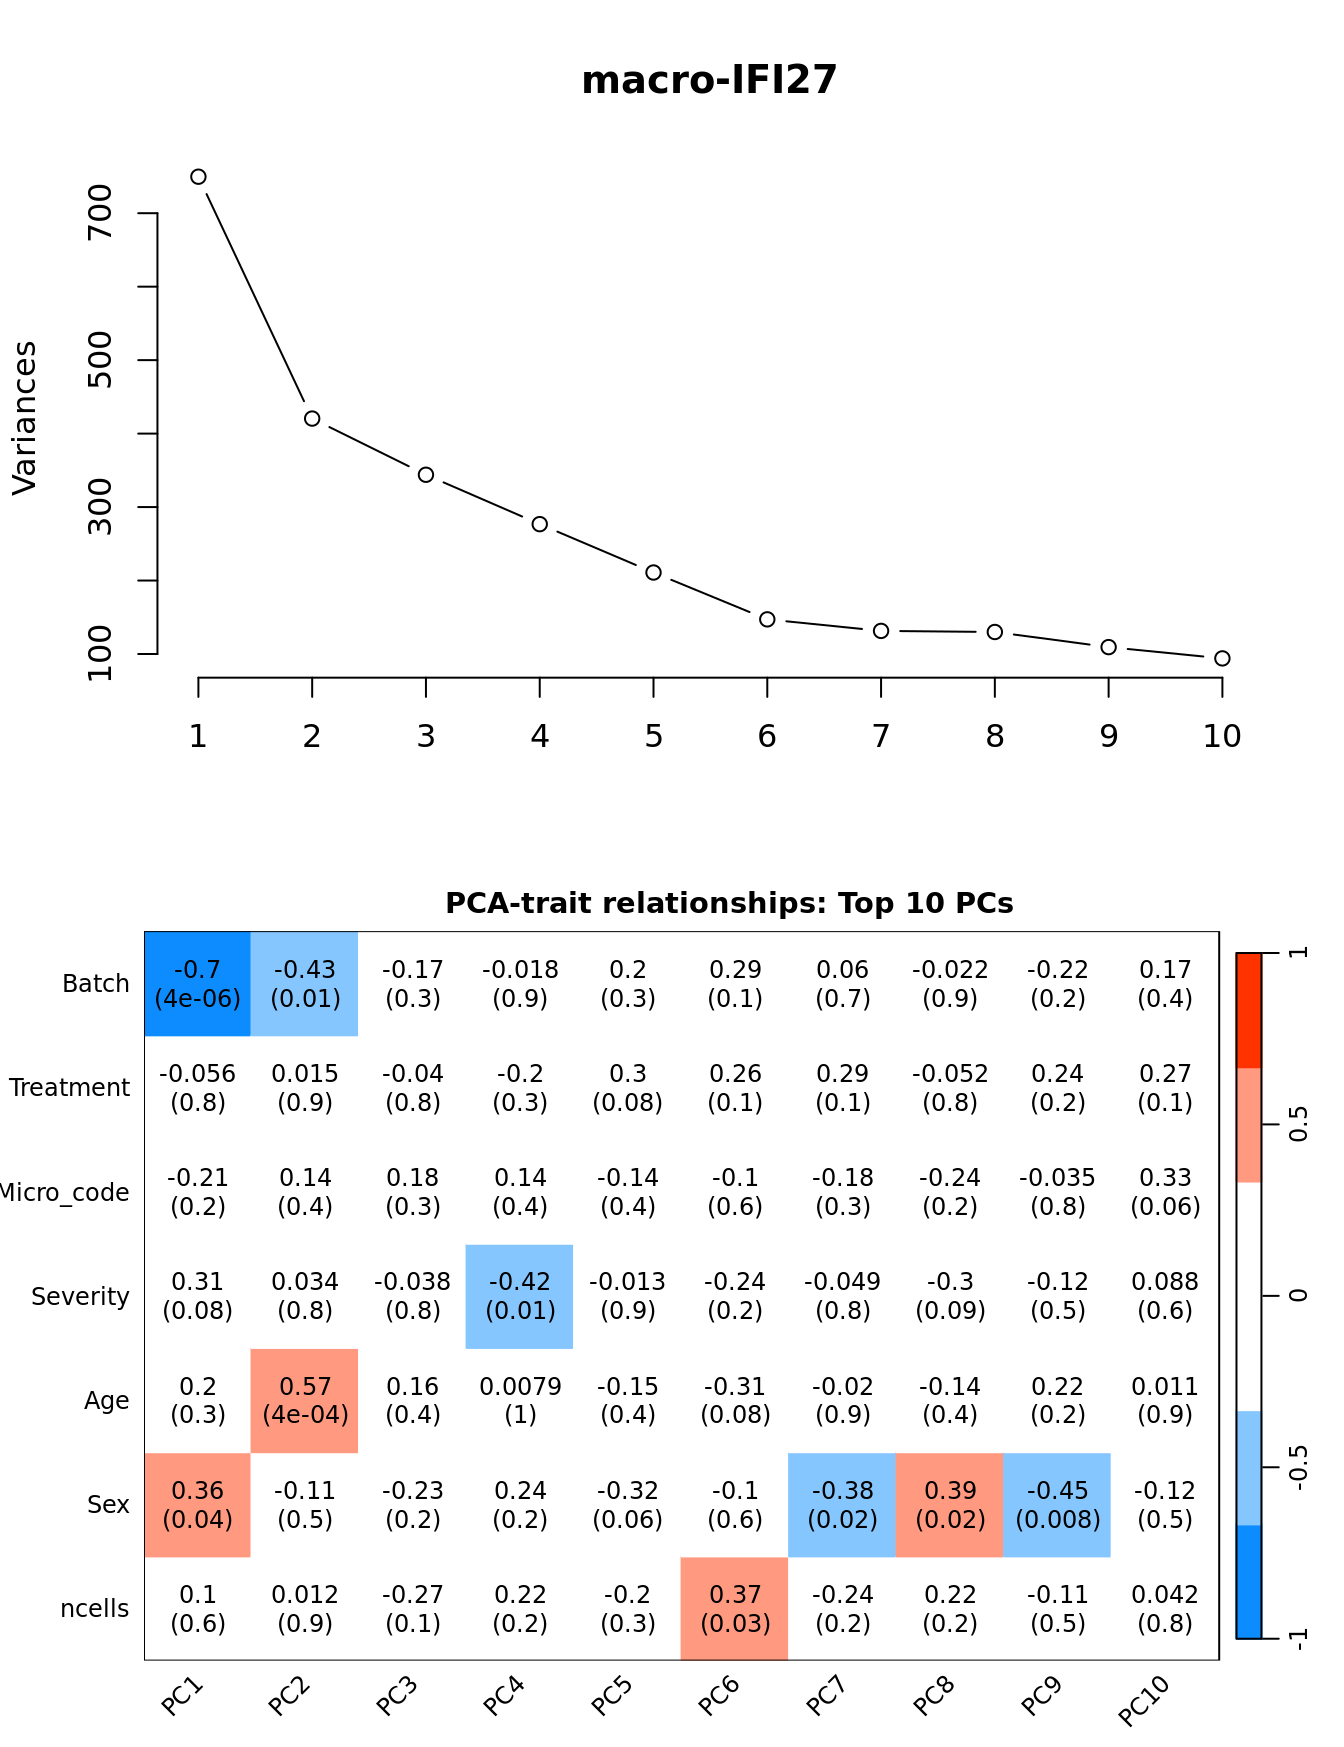 macro-IFI27
Variances
700
500
300
100
1 2 3 4 5 6 7 8 9 10
PCA-trait relationships: Top 10 PCs
Batch -0.7 -0.43 -0.17 -0.018 0.2 0.29 0.06 -0.022 -0.22 0.17
(4e-06) (0.01) (0.3) (0.9) (0.3) (0.1) (0.7) (0.9) (0.2) (0.4)
Treatment -0.056 0.015 -0.04 -0.2 0.3 0.26 0.29 -0.052 0.24 0.27
(0.8) (0.9) (0.8) (0.3) (0.08) (0.1) (0.1) (0.8) (0.2) (0.1)
Micro_code -0.21 0.14 0.18 0.14 -0.14 -0.1 -0.18 -0.24 -0.035 0.33
(0.2) (0.4) (0.3) (0.4) (0.4) (0.6) (0.3) (0.2) (0.8) (0.06)
Severity 0.31 0.034 -0.038 -0.42 -0.013 -0.24 -0.049 -0.3 -0.12 0.088
(0.08) (0.8) (0.8) (0.01) (0.9) (0.2) (0.8) (0.09) (0.5) (0.6)
Age 0.2 0.57 0.16 0.0079 -0.15 -0.31 -0.02 -0.14 0.22 0.011
(0.3) (4e-04) (0.4) (1) (0.4) (0.08) (0.9) (0.4) (0.2) (0.9)
Sex 0.36 -0.11 -0.23 0.24 -0.32 -0.1 -0.38 0.39 -0.45 -0.12
(0.04) (0.5) (0.2) (0.2) (0.06) (0.6) (0.02) (0.02) (0.008) (0.5)
ncells 0.1 0.012 -0.27 0.22 -0.2 0.37 -0.24 0.22 -0.11 0.042
(0.6) (0.9) (0.1) (0.2) (0.3) (0.03) (0.2) (0.2) (0.5) (0.8)
PC1 PC2 PC3 PC4 PC5 PC6 PC7 PC8 PC9 PC10
1
0.5
0
-0.5
-1